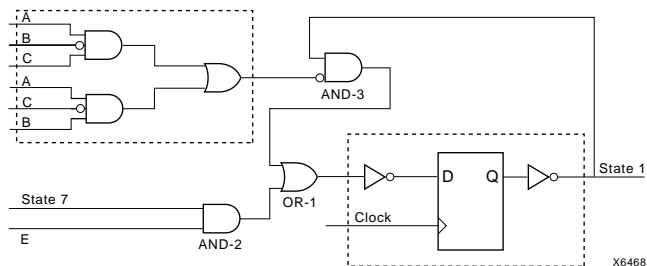 A
B
C
A
C
B
AND-3
State 7
E
AND-2
OR-1
Clock
D
Q
State 1
X6468